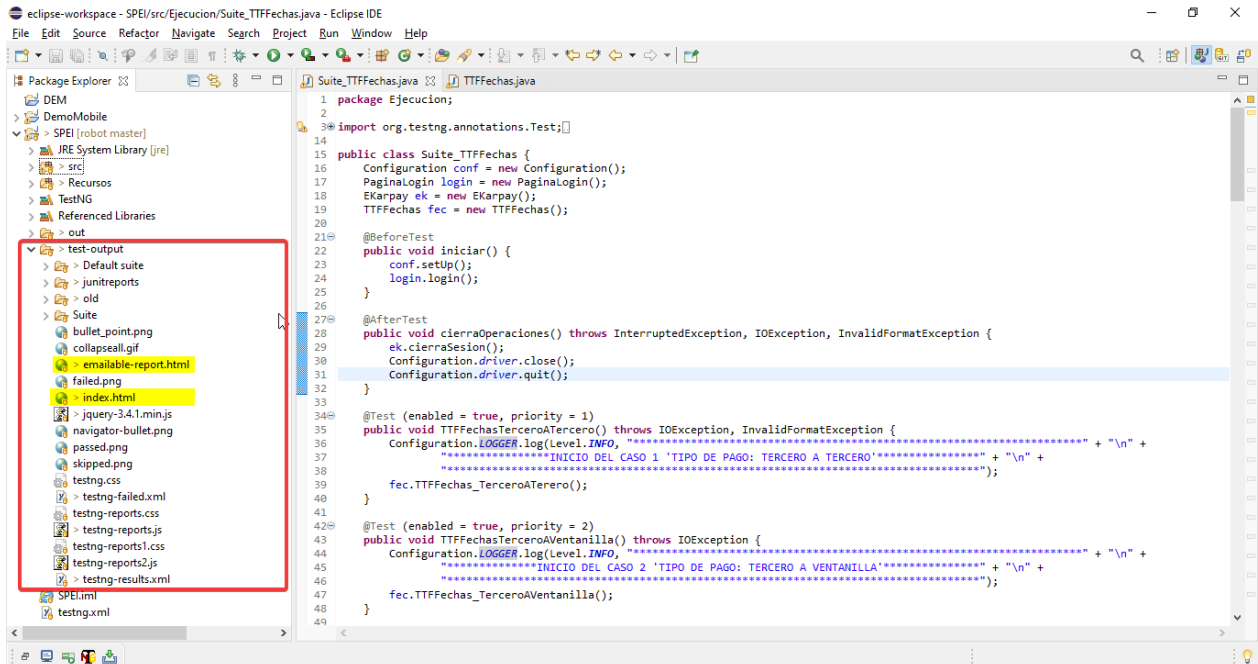 eclipse-workspace - SPEI/src/Ejecucion/Suite_TTFFechas.java - Eclipse IDE
File Edit Source Refactor Navigate Search Project Run Window Help
Package Explorer
DEM
DemoMobile
> SPEI [robot master]
JRE System Library [jre]
> src
> Recursos
TestNG
Referenced Libraries
> out
> test-output
> Default suite
> junitreports
> old
Suite
bullet_point.png
collapseall.gif
> emailable-report.html
failed.png
> index.html
> jquery-3.4.1.min.js
navigator-bullet.png
passed.png
skipped.png
testng.css
> testng-failed.xml
testng-reports.css
> testng-reports.js
testng-reports1.css
testng-reports2.js
> testng-results.xml
SPEI.iml
testng.xml
Suite_TTFFechas.java TTFFechas.java
1 package Ejecucion;
2
3 import org.testng.annotations.Test;
14
15 public class Suite_TTFFechas {
16 Configuration conf = new Configuration();
17 PaginaLogin login = new PaginaLogin();
18 EKarpay ek = new EKarpay();
19 TTFFechas fec = new TTFFechas();
20
21 @BeforeTest
22 public void iniciar() {
23 conf.setUp();
24 login.login();
25 }
26
27 @AfterTest
28 public void cierraOperaciones() throws InterruptedException, IOException, InvalidFormatException {
29 ek.cierraSesion();
30 Configuration.driver.close();
31 Configuration.driver.quit();
32 }
33
34 @Test (enabled = true, priority = 1)
35 public void TTFFechasTerceroATercero() throws IOException, InvalidFormatException {
36 Configuration.LOGGER.log(Level.INFO, "**********************************************************************" + "\n" +
37 "****************INICIO DEL CASO 1 'TIPO DE PAGO: TERCERO A TERCERO'****************" + "\n" +
38 "***********************************************************************************");
39 fec.TTFFechas_TerceroATerero();
40 }
41
42 @Test (enabled = true, priority = 2)
43 public void TTFFechasTerceroAVentanilla() throws IOException {
44 Configuration.LOGGER.log(Level.INFO, "**********************************************************************" + "\n" +
45 "**************INICIO DEL CASO 2 'TIPO DE PAGO: TERCERO A VENTANILLA'***************" + "\n" +
46 "***********************************************************************************");
47 fec.TTFFechas_TerceroAVentanilla();
48 }
49